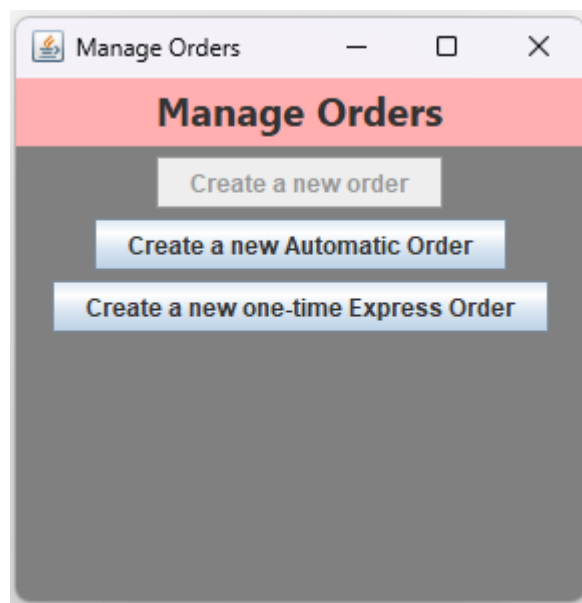 Manage Orders
Manage Orders
Create a new order
Create a new Automatic Order
Create a new one-time Express Order